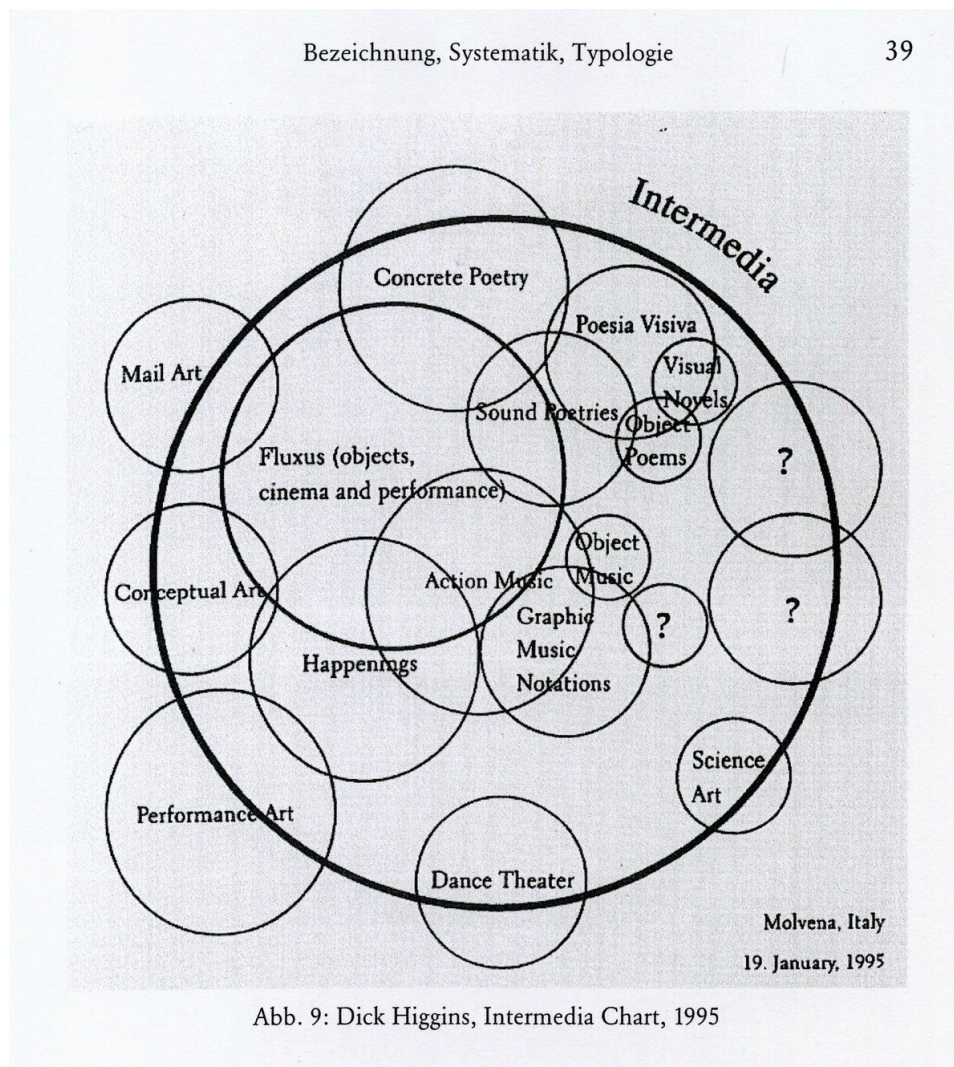 Bezeichnung, Systematik, Typologie
39
Intermedia
Concrete Poetry
Poesia Visiva
Mail Art
Visual
Novels
Sound Poetries
Object
Poems
Fluxus (objects,
cinema and performance)
?
Object
Music
Conceptual Art
Action Music
?
Graphic
Music
Notations
?
Happenings
Science
Art
Performance Art
Dance Theater
Molvena, Italy
19. January, 1995
Abb. 9: Dick Higgins, Intermedia Chart, 1995